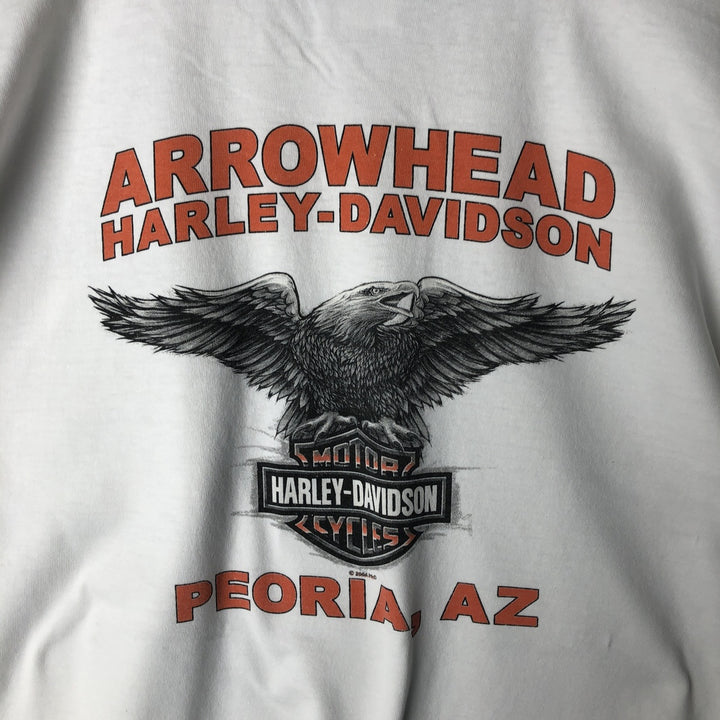 ARROWHEAD
HARLEY-DAVIDSON
MOTOR
HARLEY-DAVIDSON
CYCLES
PEORIA, AZ